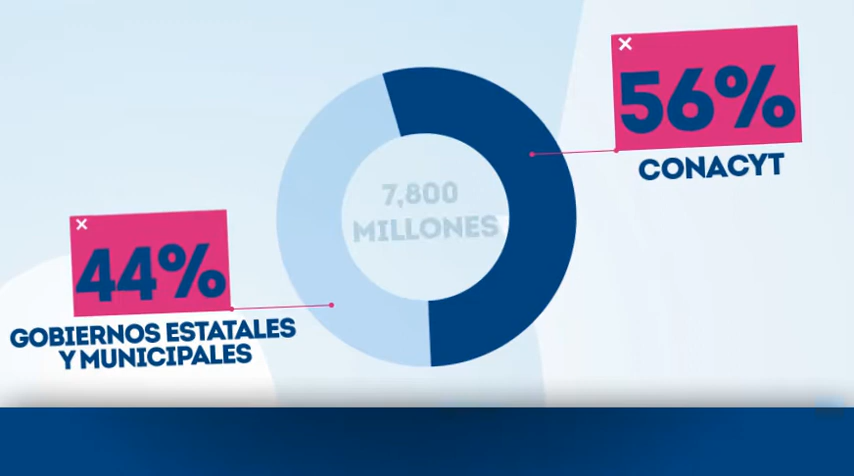 56%
CONACYT
7,800
MILLONES
44%
GOBIERNOS ESTATALES
Y MUNICIPALES